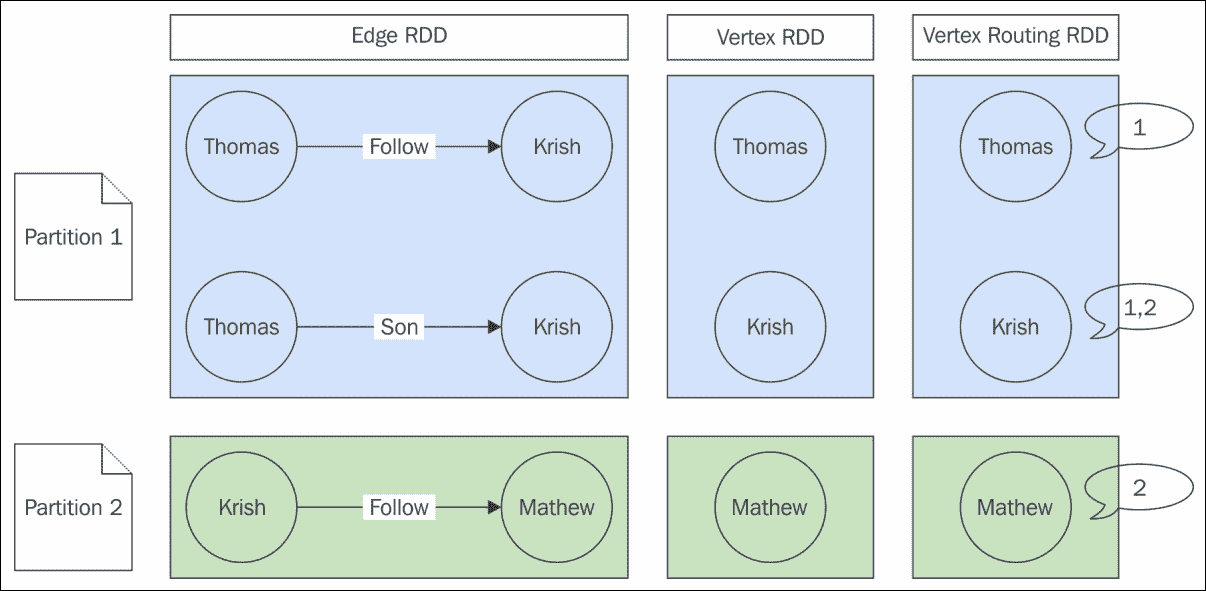 Edge RDD
Vertex RDD
Vertex Routing RDD
Partition 1
Thomas
Follow
Krish
Thomas
Thomas
1
Thomas
Son
Krish
Krish
Krish
1,2
Partition 2
Krish
Follow
Mathew
Mathew
Mathew
2